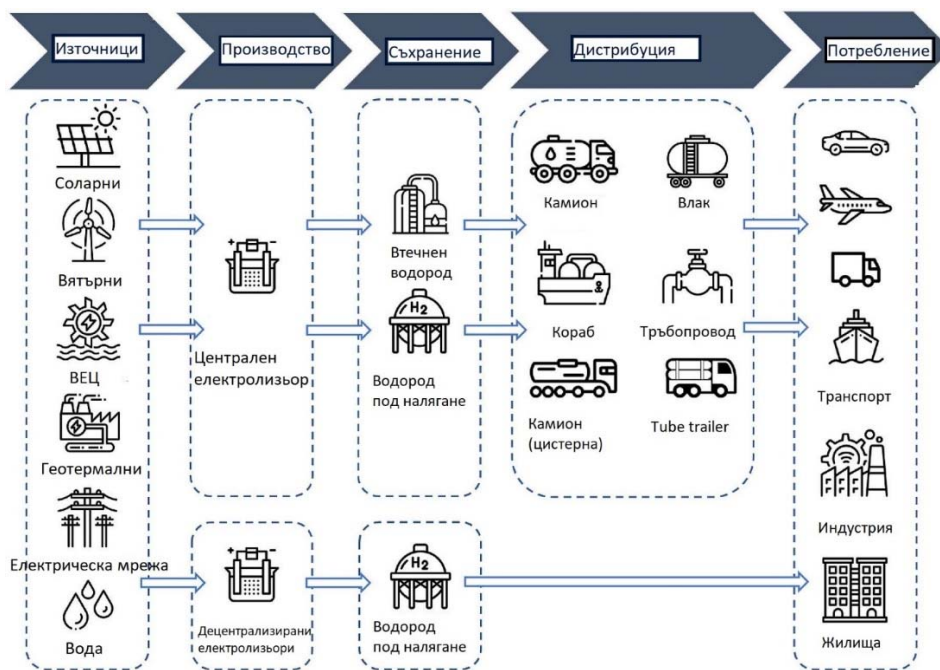 Източници
Производство
Съхранение
Дистрибуция
Потребление
Соларни
Вятърни
ВЕЦ
Геотермални
Електрическа мрежа
Вода
Централен
електролизьор
Децентрализирани
електролизьори
Втечнен
водород
H2
Водород
под налягане
H2
Водород
под налягане
Камион
Влак
Кораб
Тръбопровод
Камион
(цистерна)
Tube trailer
Транспорт
Индустрия
Жилища